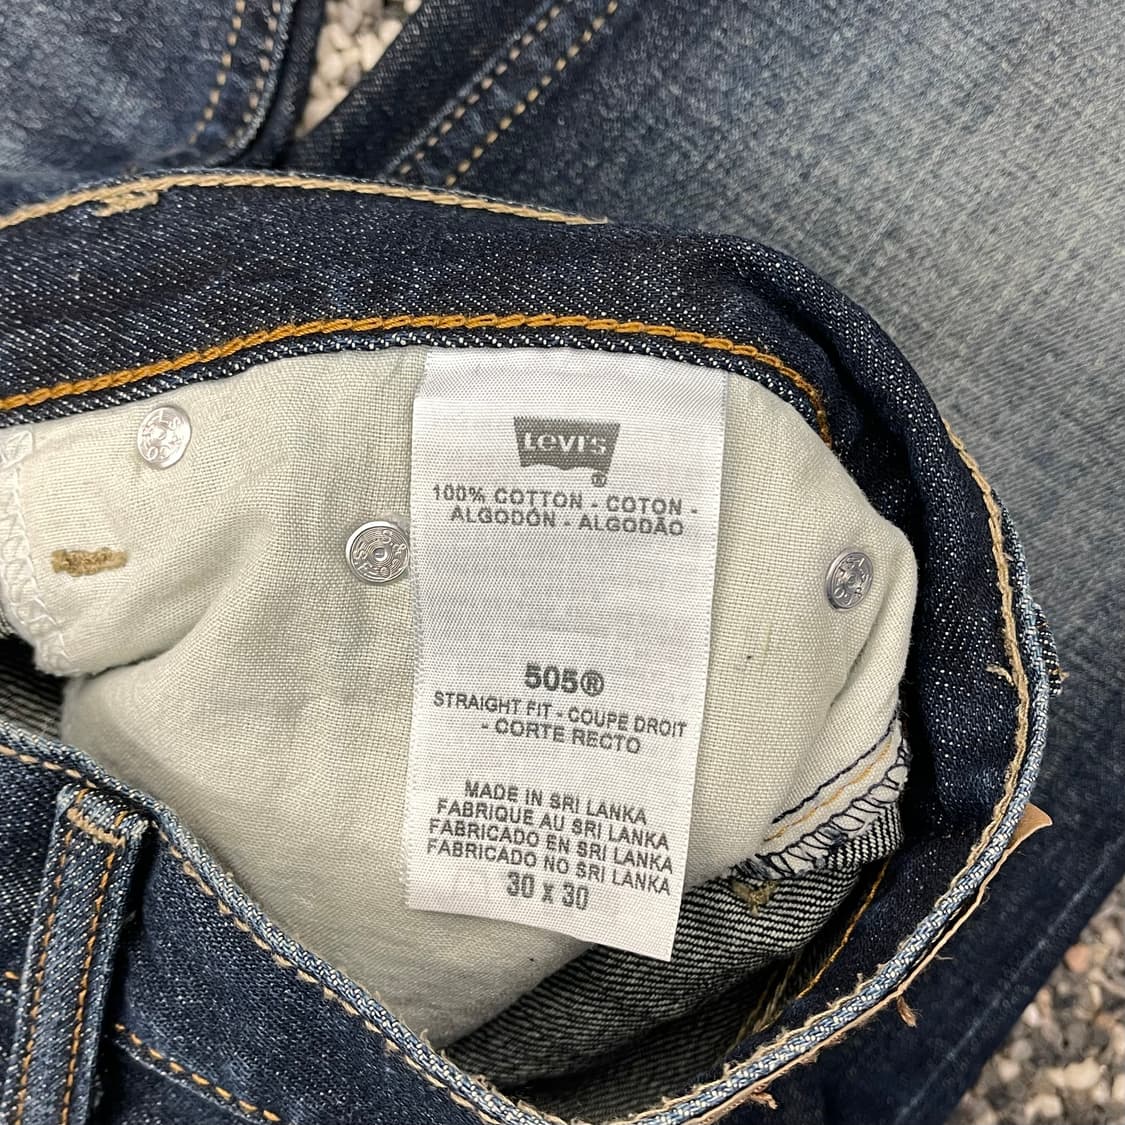 Levi's
®
100% COTTON - COTON -
ALGODÓN - ALGODÃO
505®
STRAIGHT FIT - COUPE DROIT
- CORTE RECTO
MADE IN SRI LANKA
FABRIQUE AU SRI LANKA
FABRICADO EN SRI LANKA
FABRICADO NO SRI LANKA
30 x 30